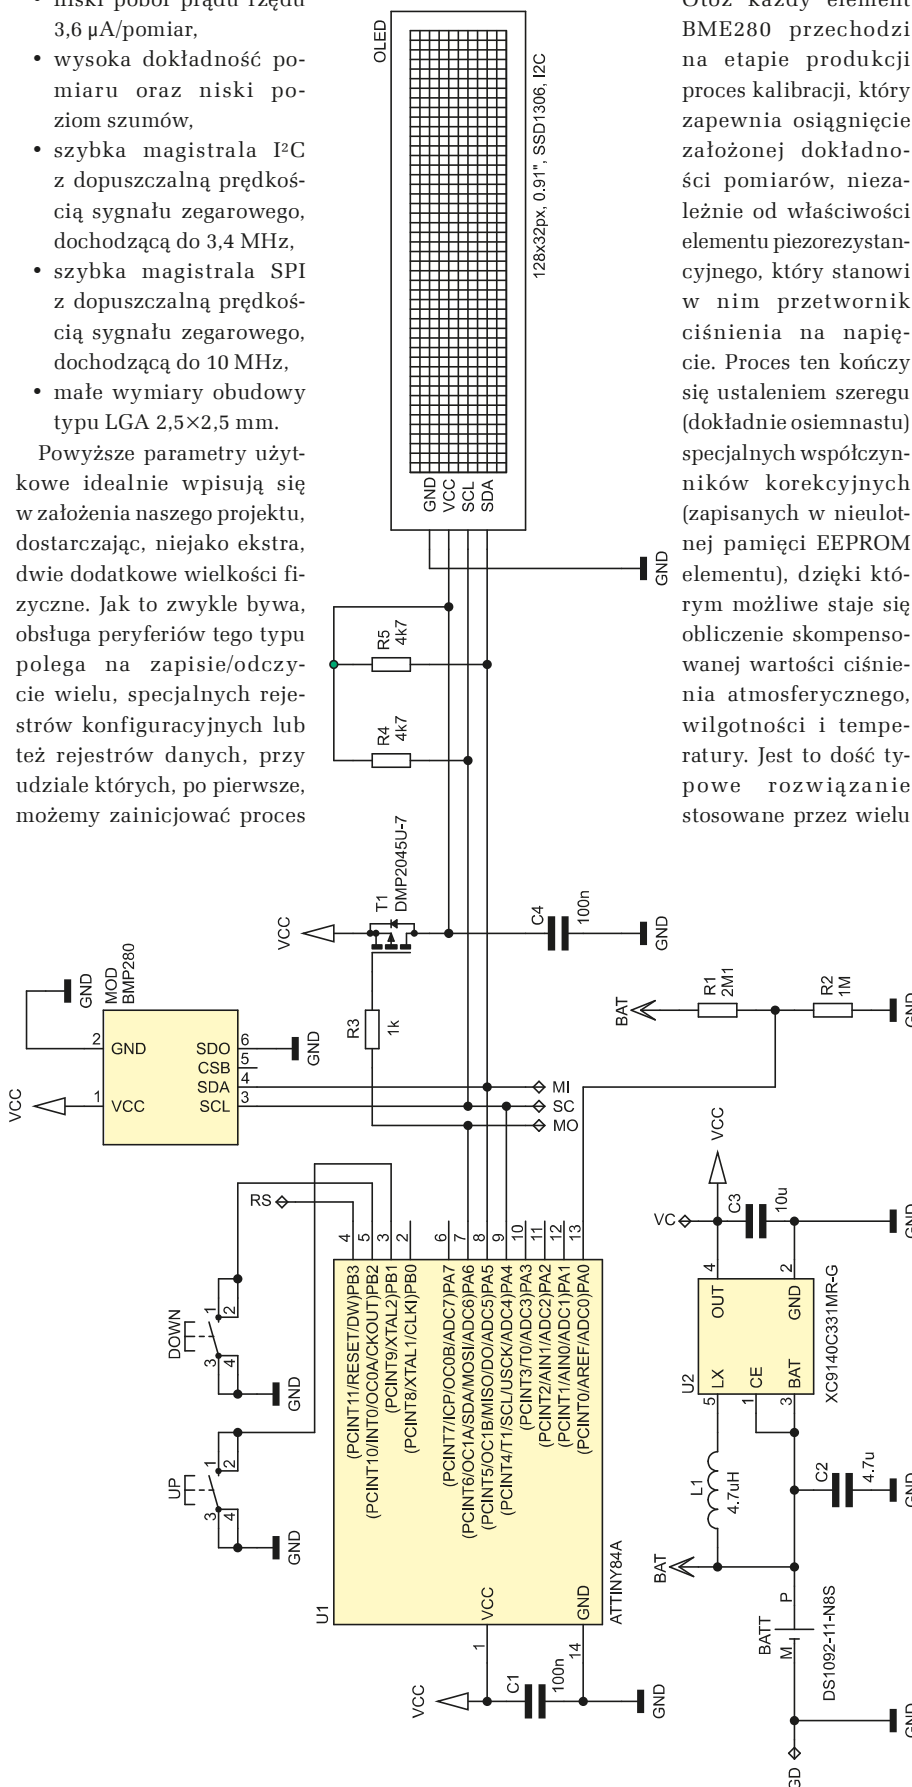 • niski pobór prądu rzędu
3,6 µA/pomiar,
• wysoka dokładność po-
miaru oraz niski po-
ziom szumów,
• szybka magistrala I²C
z dopuszczalną prędkoś-
cią sygnału zegarowego,
dochodzącą do 3,4 MHz,
• szybka magistrala SPI
z dopuszczalną prędkoś-
cią sygnału zegarowego,
dochodzącą do 10 MHz,
• małe wymiary obudowy
typu LGA 2,5×2,5 mm.
Powyższe parametry użyt-
kowe idealnie wpisują się
w założenia naszego projektu,
dostarczając, niejako ekstra,
dwie dodatkowe wielkości fi-
zyczne. Jak to zwykle bywa,
obsługa peryferiów tego typu
polega na zapisie/odczy-
cie wielu, specjalnych reje-
strów konfiguracyjnych lub
też rejestrów danych, przy
udziale których, po pierwsze,
możemy zainicjować proces
Otóż każdy element
BME280 przechodzi
na etapie produkcji
proces kalibracji, który
zapewnia osiągnięcie
założonej dokładno-
ści pomiarów, nieza-
leżnie od właściwości
elementu piezorezystan-
cyjnego, który stanowi
w nim przetwornik
ciśnienia na napię-
cie. Proces ten kończy
się ustaleniem szeregu
(dokładnie osiemnastu)
specjalnych współczyn-
ników korekcyjnych
(zapisanych w nieulot-
nej pamięci EEPROM
elementu), dzięki któ-
rym możliwe staje się
obliczenie skompenso-
wanej wartości ciśnie-
nia atmosferycznego,
wilgotności i tempe-
ratury. Jest to dość ty-
powe rozwiązanie
stosowane przez wielu
OLED
128x32px, 0.91", SSD1306, I2C
GND
VCC
SCL
SDA
GND
R5
4k7
R4
4k7
T1
DMP2045U-7
VCC
C4
100n
GND
R3
1k
MOD
BMP280
GND
VCC
1
2
VCC
GND
SDO
CSB
SDA
SCL
6
5
4
3
GND
MI
SC
MO
BAT
R1
2M1
R2
1M
GND
RS
DOWN
1
2
3
4
GND
UP
1
2
3
4
GND
4
5
3
2
6
7
8
9
10
11
12
13
(PCINT11/RESET/DW)PB3
(PCINT10/INT0/OC0A/CKOUT)PB2
(PCINT9/XTAL2)PB1
(PCINT8/XTAL1/CLKI)PB0
(PCINT7/ICP/OC0B/ADC7)PA7
(PCINT6/OC1A/SDA/MOSI/ADC6)PA6
(PCINT5/OC1B/MISO/DO/ADC5)PA5
(PCINT4/T1/SCL/USCK/ADC4)PA4
(PCINT3/T0/ADC3)PA3
(PCINT2/AIN1/ADC2)PA2
(PCINT1/AIN0/ADC1)PA1
(PCINT0/AREF/ADC0)PA0
U1
VCC
GND
ATTINY84A
1
14
VCC
C1
100n
GND
VCC
VC
C3
10u
GND
4
2
OUT
GND
U2
LX
CE
BAT
XC9140C331MR-G
5
1
3
L1
4.7uH
C2
4.7u
GND
BAT
BATT
M
P
DS1092-11-N8S
GND
GD